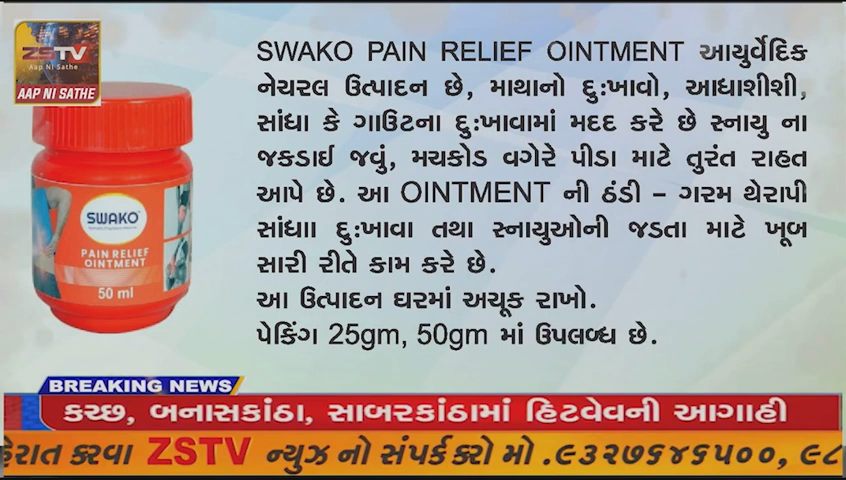 ZSTV
Aap Ni Sathe
AAP NI SATHE
SWAKO PAIN RELIEF OINTMENT આયુર્વેદિક
નેચરલ ઉત્પાદન છે, માથાનો દુઃખાવો, આધાશીશી,
સાંધા કે ગાઉટના દુઃખાવામાં મદદ કરે છે સ્નાયુ ના
જકડાઈ જવું, મચકોડ વગેરે પીડા માટે તુરંત રાહત
આપે છે. આ OINTMENT ની ઠંડી – ગરમ થેરાપી
સાંધાા દુઃખાવા તથા સ્નાયુઓની જડતા માટે ખૂબ
સારી રીતે કામ કરે છે.
આ ઉત્પાદન ઘરમાં અચૂક રાખો.
પેકિંગ 25gm, 50gm માં ઉપલબ્ધ છે.
SWAKO
PAIN RELIEF
OINTMENT
50 ml
BREAKING NEWS
કચ્છ, બનાસકાંઠા, સાબરકાંઠામાં હિટવેવની આગાહી
હેરાત કરવા ZSTV ન્યુઝ નો સંપર્ક કરો મો .૯૩૨૭૬૪૬૫૦૦, ૯૮